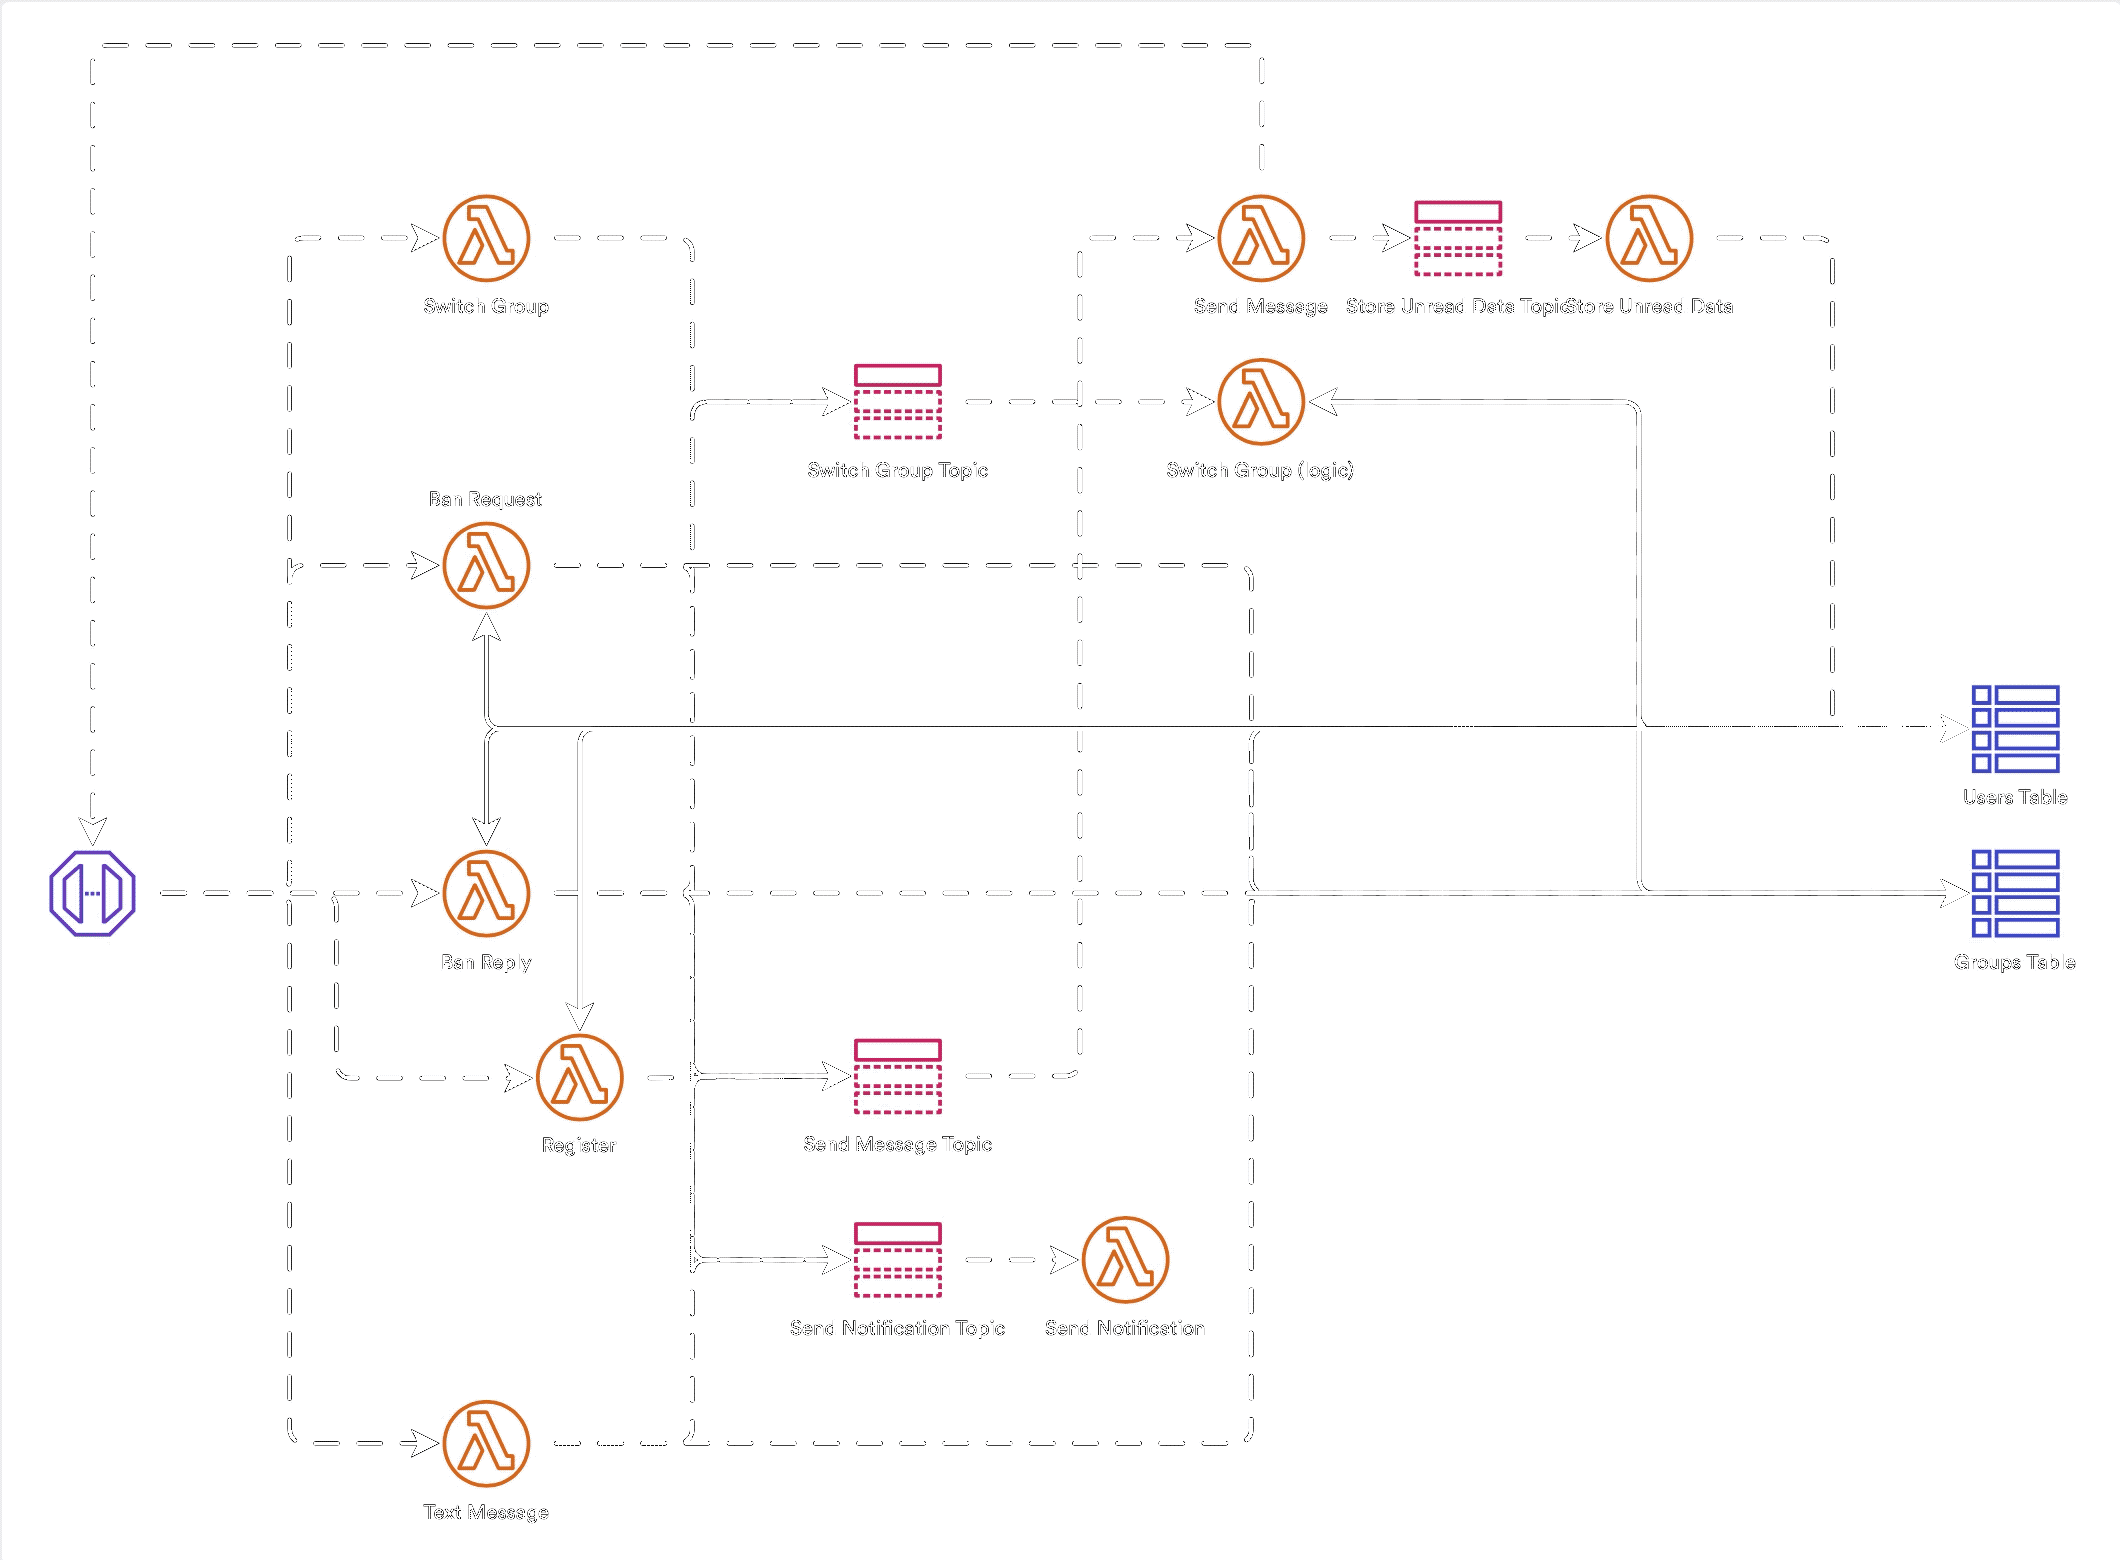 Switch Group
Send Message
Store Unread Data Topic
Store Unread Data
Switch Group Topic
Switch Group (logic)
Ban Request
Users Table
Ban Reply
Groups Table
Register
Send Message Topic
Send Notification Topic
Send Notification
Text Message